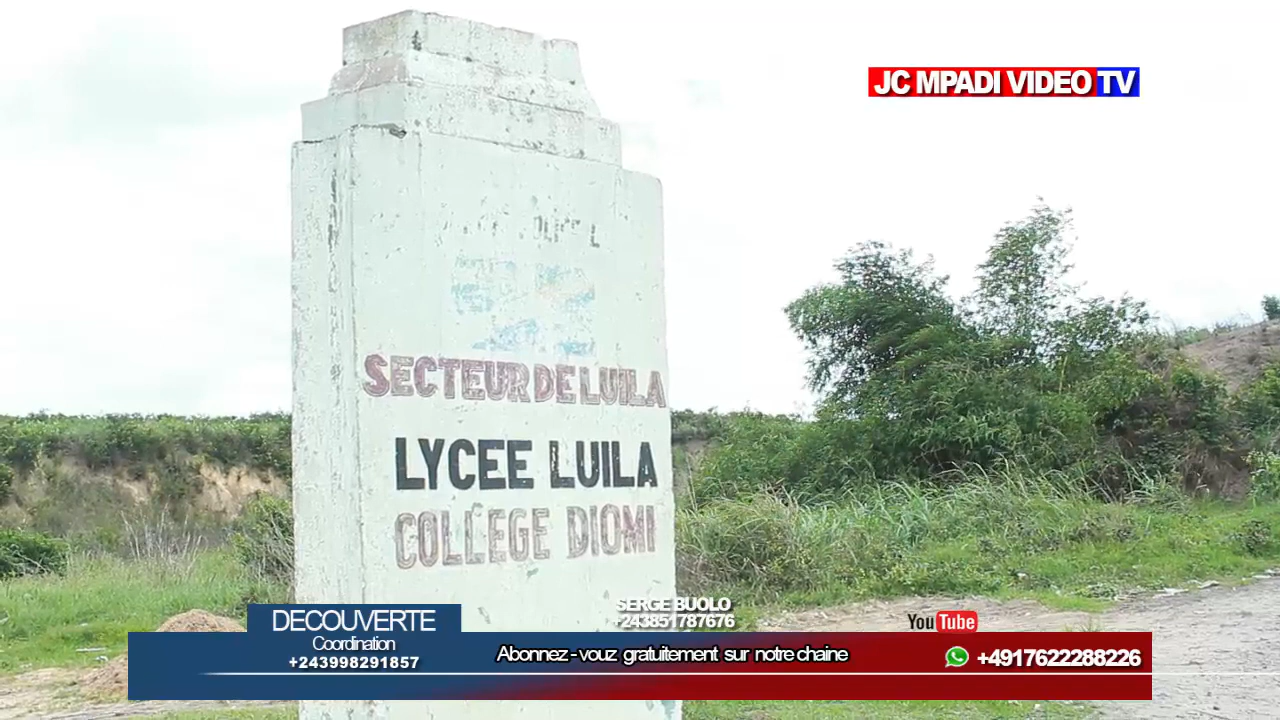 JC MPADI VIDEO TV
SECTEUR DE LUILA
LYCEE LUILA
COLLEGE DIOMI
DECOUVERTE
Coordination
+243998291857
SERGE BUOLO
+243851787676
Abonnez-vouz gratuitement sur notre chaine
YouTube
+4917622288226